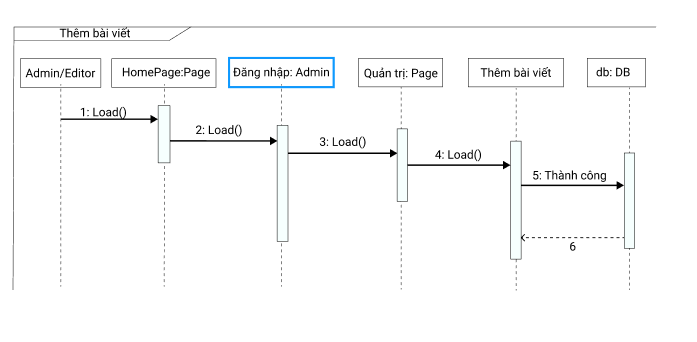 Thêm bài viết
Admin/Editor
HomePage:Page
Đăng nhập: Admin
Quản trị: Page
Thêm bài viết
db: DB
1: Load()
2: Load()
3: Load()
4: Load()
5: Thành công
6